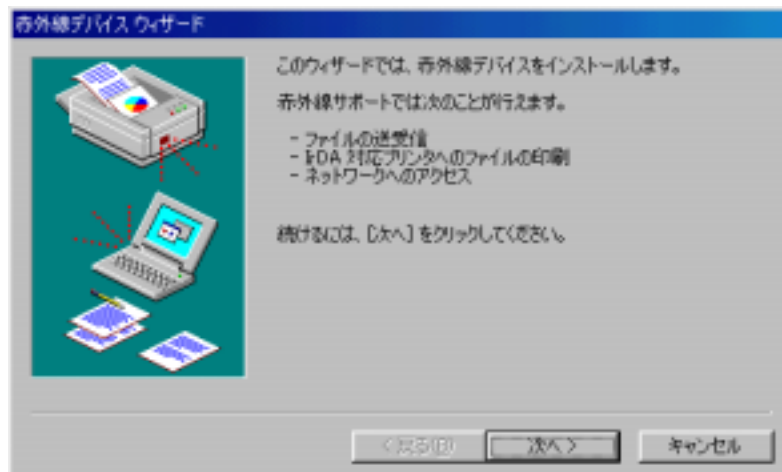 赤外線デバイス ウィザード
このウィザードでは、赤外線デバイスをインストールします。
赤外線サポートでは次のことが行えます。
- ファイルの送受信
- IrDA 対応プリンタへのファイルの印刷
- ネットワークへのアクセス
続けるには、[次へ] をクリックしてください。
< 戻る(B)
次へ >
キャンセル